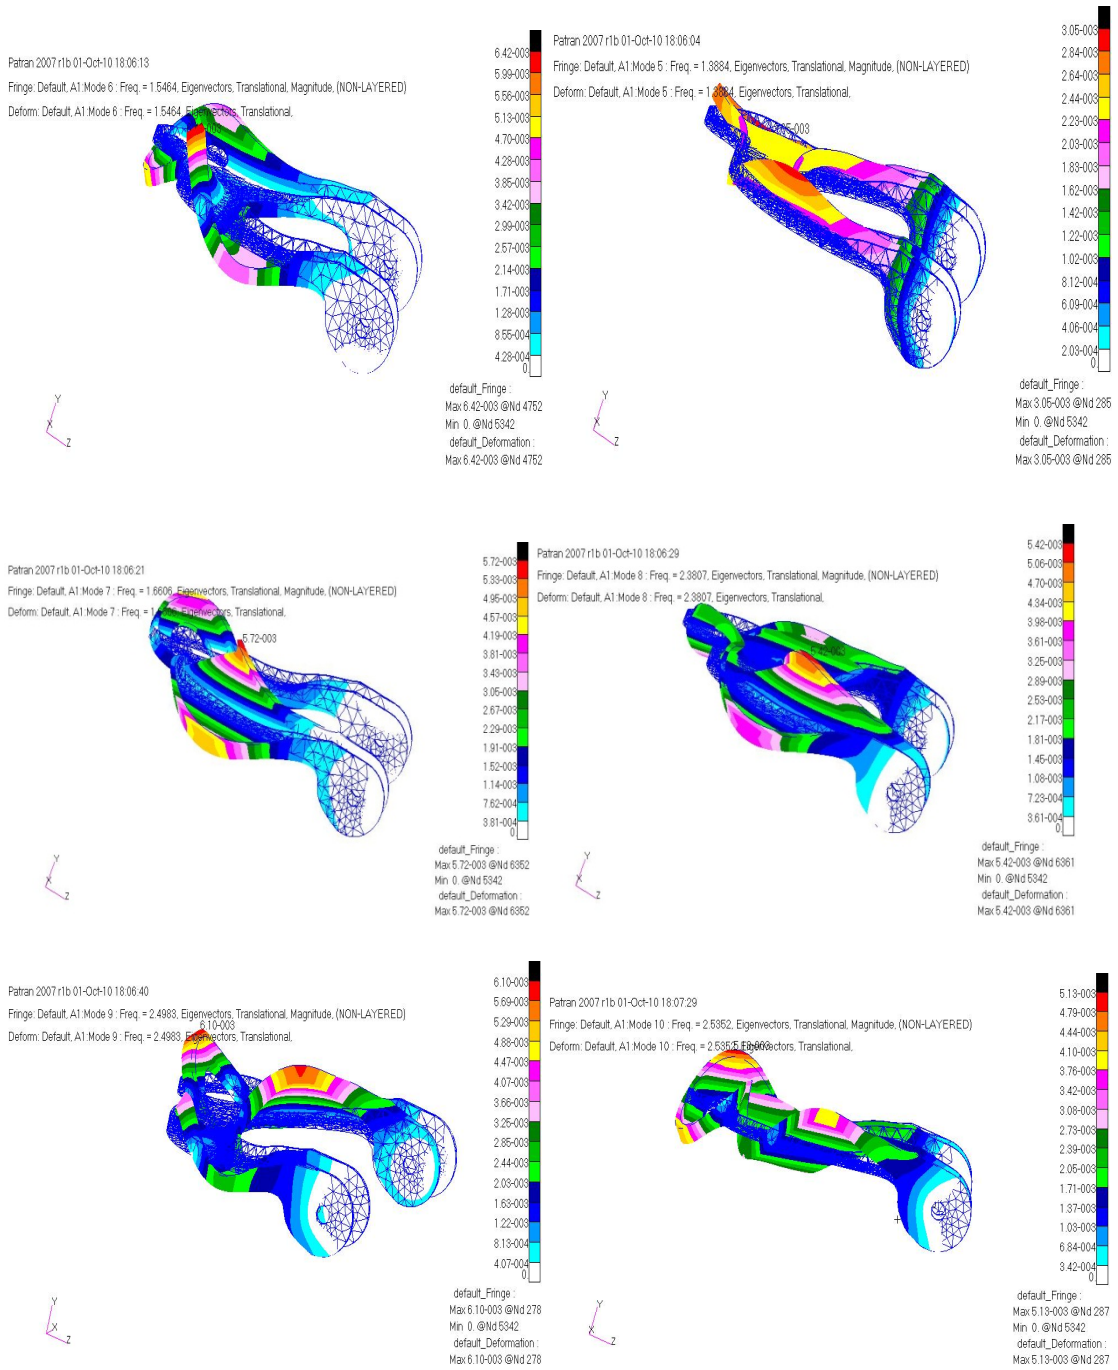 Patran 2007 r1b 01-Oct-10 18:06:13
Fringe: Default, A1:Mode 6 : Freq. = 1.5464, Eigenvectors, Translational, Magnitude, (NON-LAYERED)
Deform: Default, A1:Mode 6 : Freq. = 1.5464, Eigenvectors, Translational,
6.42-003
5.99-003
5.56-003
5.13-003
4.70-003
4.28-003
3.85-003
3.42-003
2.99-003
2.57-003
2.14-003
1.71-003
1.28-003
8.55-004
4.28-004
0
default_Fringe :
Max 6.42-003 @Nd 4752
Min 0. @Nd 5342
default_Deformation :
Max 6.42-003 @Nd 4752
Y
X
Z
Patran 2007 r1b 01-Oct-10 18:06:04
Fringe: Default, A1:Mode 5 : Freq. = 1.3884, Eigenvectors, Translational, Magnitude, (NON-LAYERED)
Deform: Default, A1:Mode 5 : Freq. = 1.3884, Eigenvectors, Translational,
3.05-003
2.84-003
2.64-003
2.44-003
2.23-003
2.03-003
1.83-003
1.62-003
1.42-003
1.22-003
1.02-003
8.12-004
6.09-004
4.06-004
2.03-004
0
default_Fringe :
Max 3.05-003 @Nd 285
Min 0. @Nd 5342
default_Deformation :
Max 3.05-003 @Nd 285
Y
X
Z
Patran 2007 r1b 01-Oct-10 18:06:21
Fringe: Default, A1:Mode 7 : Freq. = 1.6606, Eigenvectors, Translational, Magnitude, (NON-LAYERED)
Deform: Default, A1:Mode 7 : Freq. = Eigenvectors, Translational,
5.72-003
5.72-003
5.33-003
4.95-003
4.57-003
4.19-003
3.81-003
3.43-003
3.05-003
2.67-003
2.29-003
1.91-003
1.52-003
1.14-003
7.62-004
3.81-004
0
default_Fringe :
Max 5.72-003 @Nd 6352
Min 0. @Nd 5342
default_Deformation :
Max 5.72-003 @Nd 6352
Y
X
Z
Patran 2007 r1b 01-Oct-10 18:06:29
Fringe: Default, A1:Mode 8 : Freq. = 2.3807, Eigenvectors, Translational, Magnitude, (NON-LAYERED)
Deform: Default, A1:Mode 8 : Freq. = 2.3807, Eigenvectors, Translational,
5.42-003
5.42-003
5.06-003
4.70-003
4.34-003
3.98-003
3.61-003
3.25-003
2.89-003
2.53-003
2.17-003
1.81-003
1.45-003
1.08-003
7.23-004
3.61-004
0
default_Fringe :
Max 5.42-003 @Nd 6361
Min 0. @Nd 5342
default_Deformation :
Max 5.42-003 @Nd 6361
Y
X
Z
Patran 2007 r1b 01-Oct-10 18:06:40
Fringe: Default, A1:Mode 9 : Freq. = 2.4983, Eigenvectors, Translational, Magnitude, (NON-LAYERED)
6.10-003
Deform: Default, A1:Mode 9 : Freq. = 2.4983, Eigenvectors, Translational,
6.10-003
5.69-003
5.29-003
4.88-003
4.47-003
4.07-003
3.66-003
3.25-003
2.85-003
2.44-003
2.03-003
1.63-003
1.22-003
8.13-004
4.07-004
0
default_Fringe :
Max 6.10-003 @Nd 278
Min 0. @Nd 5342
default_Deformation :
Max 6.10-003 @Nd 278
Y
X
Z
Patran 2007 r1b 01-Oct-10 18:07:29
Fringe: Default, A1:Mode 10 : Freq. = 2.5352, Eigenvectors, Translational, Magnitude, (NON-LAYERED)
Deform: Default, A1:Mode 10 : Freq. = 2.5352, Eigenvectors, Translational,
5.13-003
4.79-003
4.44-003
4.10-003
3.76-003
3.42-003
3.08-003
2.73-003
2.39-003
2.05-003
1.71-003
1.37-003
1.03-003
6.84-004
3.42-004
0
default_Fringe :
Max 5.13-003 @Nd 287
Min 0. @Nd 5342
default_Deformation :
Max 5.13-003 @Nd 287
Y
X
Z